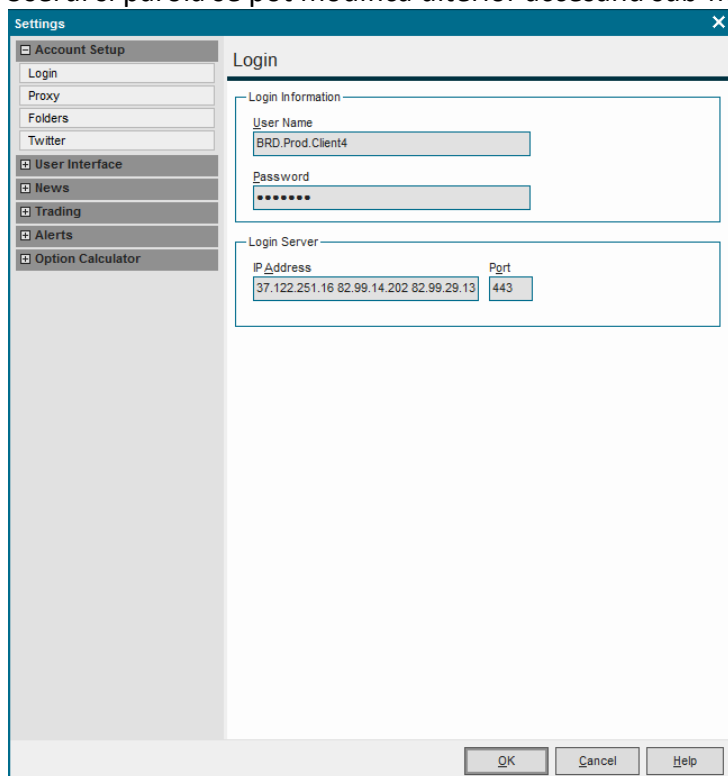 Settings
Account Setup
Login
Proxy
Folders
Twitter
User Interface
News
Trading
Alerts
Option Calculator
Login
Login Information
User Name
BRD.Prod.Client4
Password
•••••••
Login Server
IP Address Port
37.122.251.16 82.99.14.202 82.99.29.13 443
OK Cancel Help